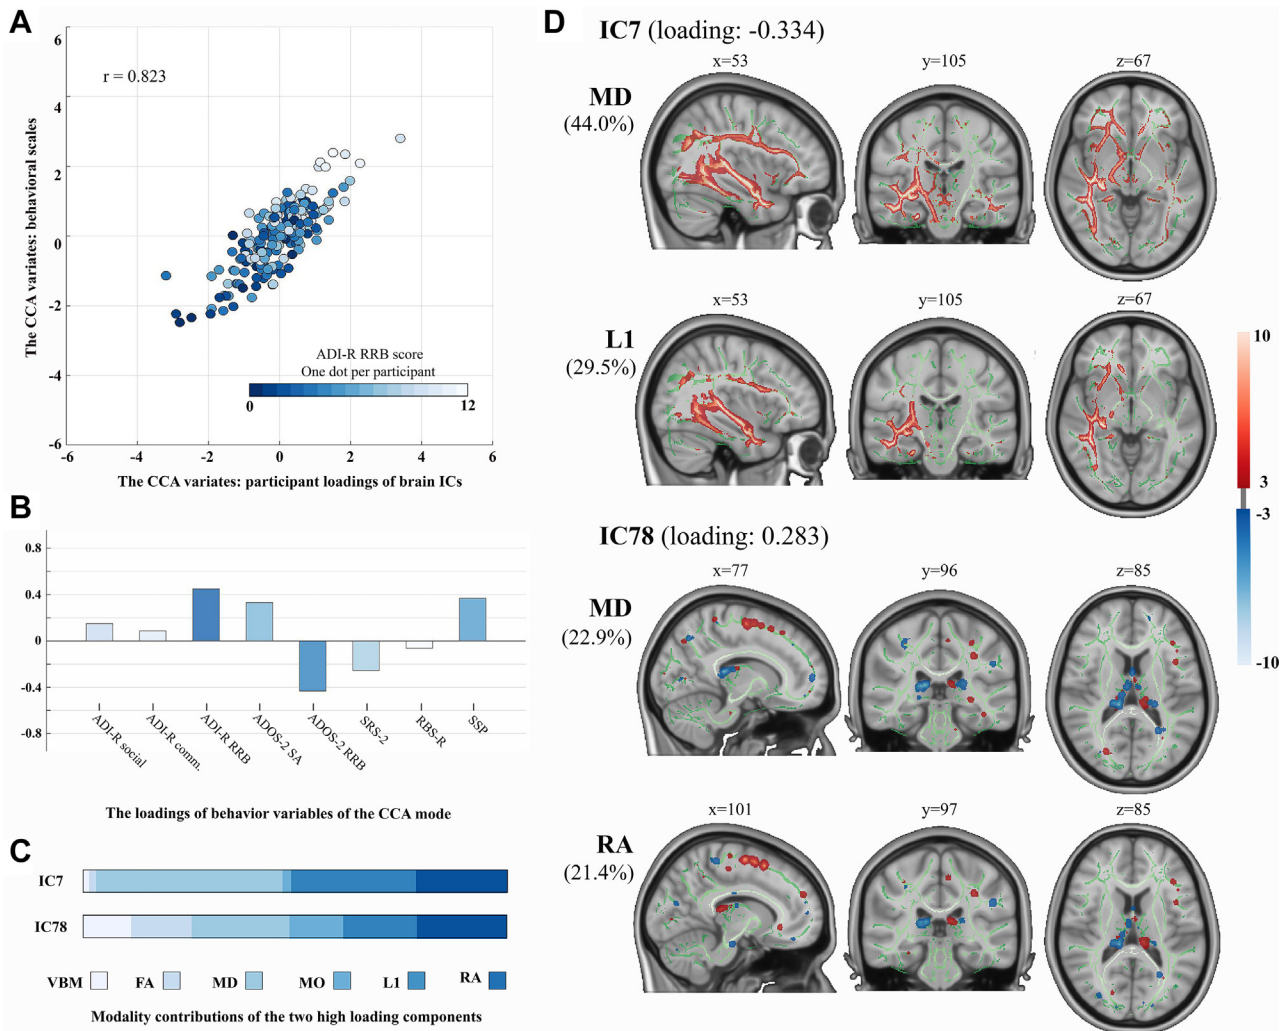 A
The CCA variates: behavioral scales
6
4
2
0
-2
-4
-6
r = 0.823
ADI-R RRB score
One dot per participant
0 12
-6 -4 -2 0 2 4 6
The CCA variates: participant loadings of brain ICs
B
0.8
0.4
0
-0.4
-0.8
ADI-R social
ADI-R comm.
ADI-R RRB
ADOS-2 SA
ADOS-2 RRB
SRS-2
RBS-R
SSP
The loadings of behavior variables of the CCA mode
C
IC7
IC78
VBM FA MD MO L1 RA
Modality contributions of the two high loading components
D
IC7 (loading: -0.334)
x=53 y=105 z=67
MD
(44.0%)
x=53 y=105 z=67
L1
(29.5%)
IC78 (loading: 0.283)
x=77 y=96 z=85
MD
(22.9%)
x=101 y=97 z=85
RA
(21.4%)
10
3
-3
-10